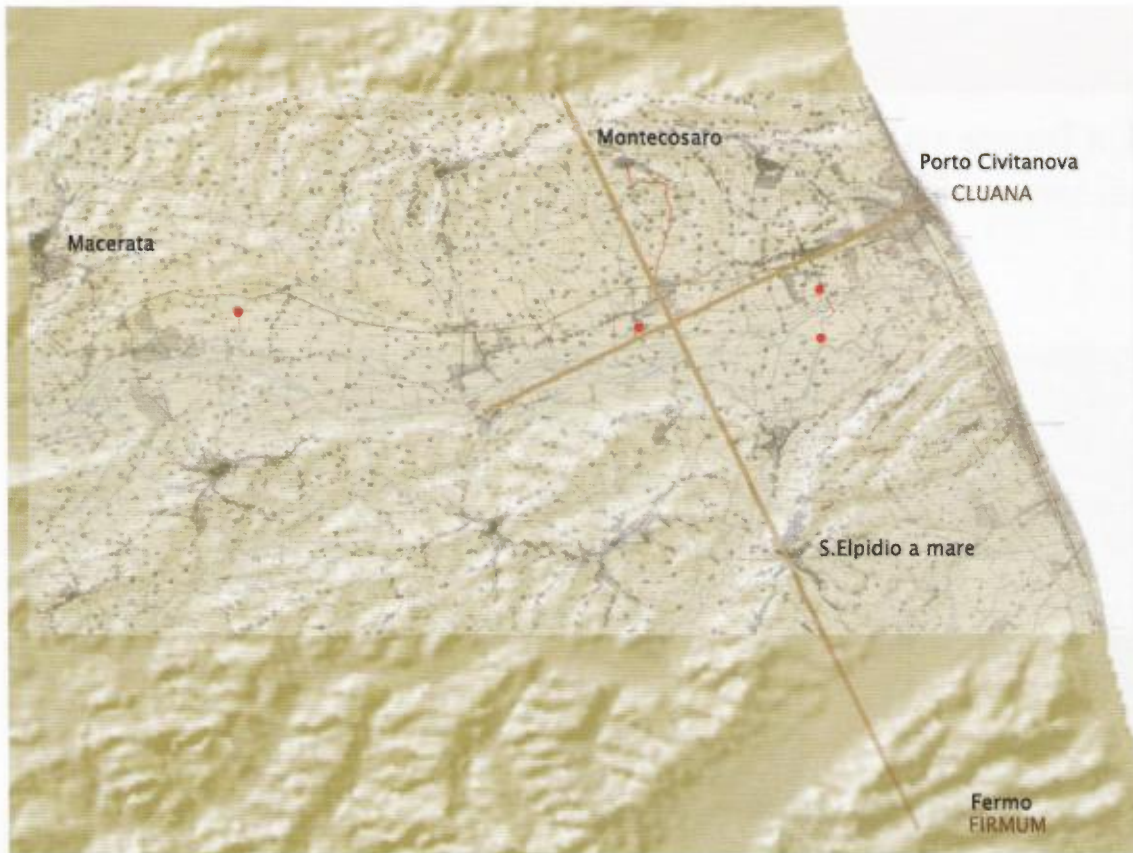 Montecosaro
Porto Civitanova
CLUANA
Macerata
S.Elpidio a mare
Fermo
FIRMUM